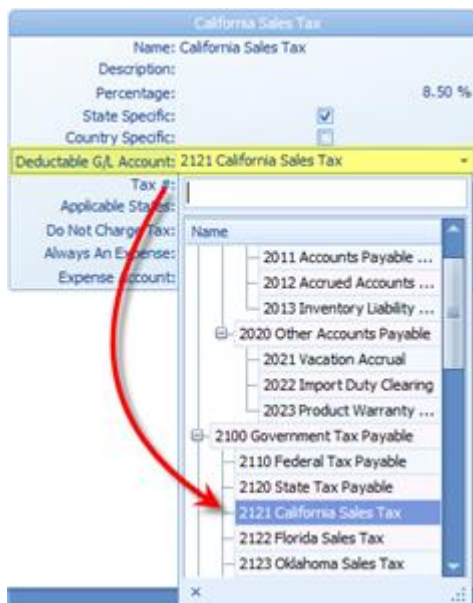 California Sales Tax
Name: California Sales Tax
Description:
Percentage: 8.50 %
State Specific:
Country Specific:
Deductable G/L Account: 2121 California Sales Tax
Tax #:
Applicable States:
Do Not Charge Tax:
Always An Expense:
Expense Account:
Name
2011 Accounts Payable ...
2012 Accrued Accounts ...
2013 Inventory Liability ...
2020 Other Accounts Payable
2021 Vacation Accrual
2022 Import Duty Clearing
2023 Product Warranty ...
2100 Government Tax Payable
2110 Federal Tax Payable
2120 State Tax Payable
2121 California Sales Tax
2122 Florida Sales Tax
2123 Oklahoma Sales Tax